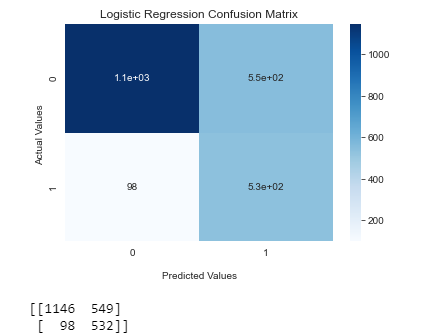 Logistic Regression Confusion Matrix
1000
800
600
400
200
0
1.1e+03
5.5e+02
1
98
5.3e+02
Actual Values
0 1
Predicted Values
[[1146 549]
[ 98 532]]